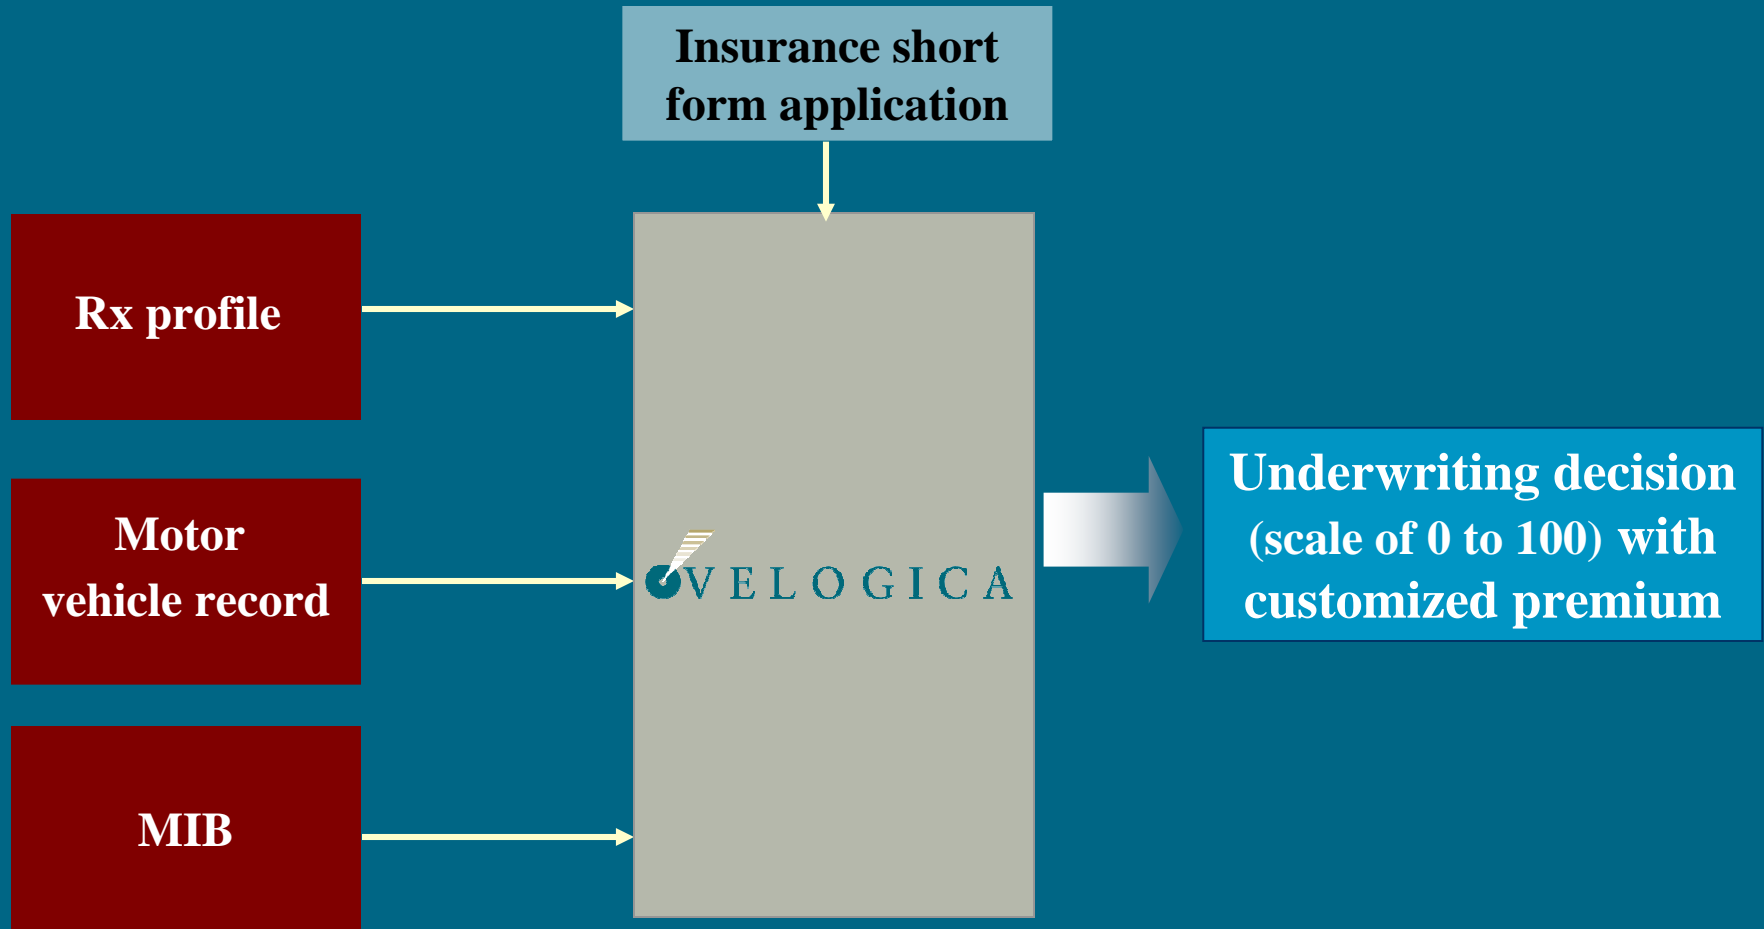 Insurance short
form application
Rx profile
Motor
vehicle record
MIB
VELOGICA
Underwriting decision
(scale of 0 to 100) with
customized premium